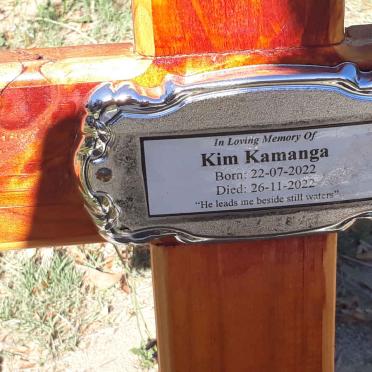 In Loving Memory Of
Kim Kamanga
Born: 22-07-2022
Died: 26-11-2022
"He leads me beside still waters"